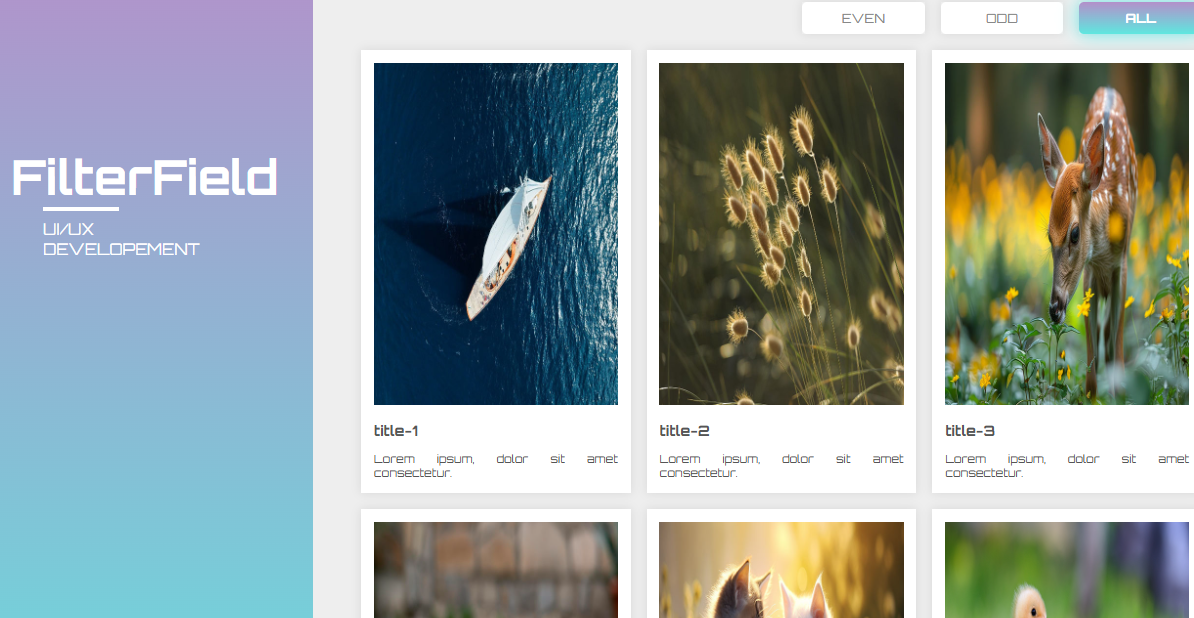 EVEN
ODD
ALL
FilterField
UI/UX
DEVELOPEMENT
title-1
Lorem ipsum, dolor sit amet
consectetur.
title-2
Lorem ipsum, dolor sit amet
consectetur.
title-3
Lorem ipsum, dolor sit amet
consectetur.